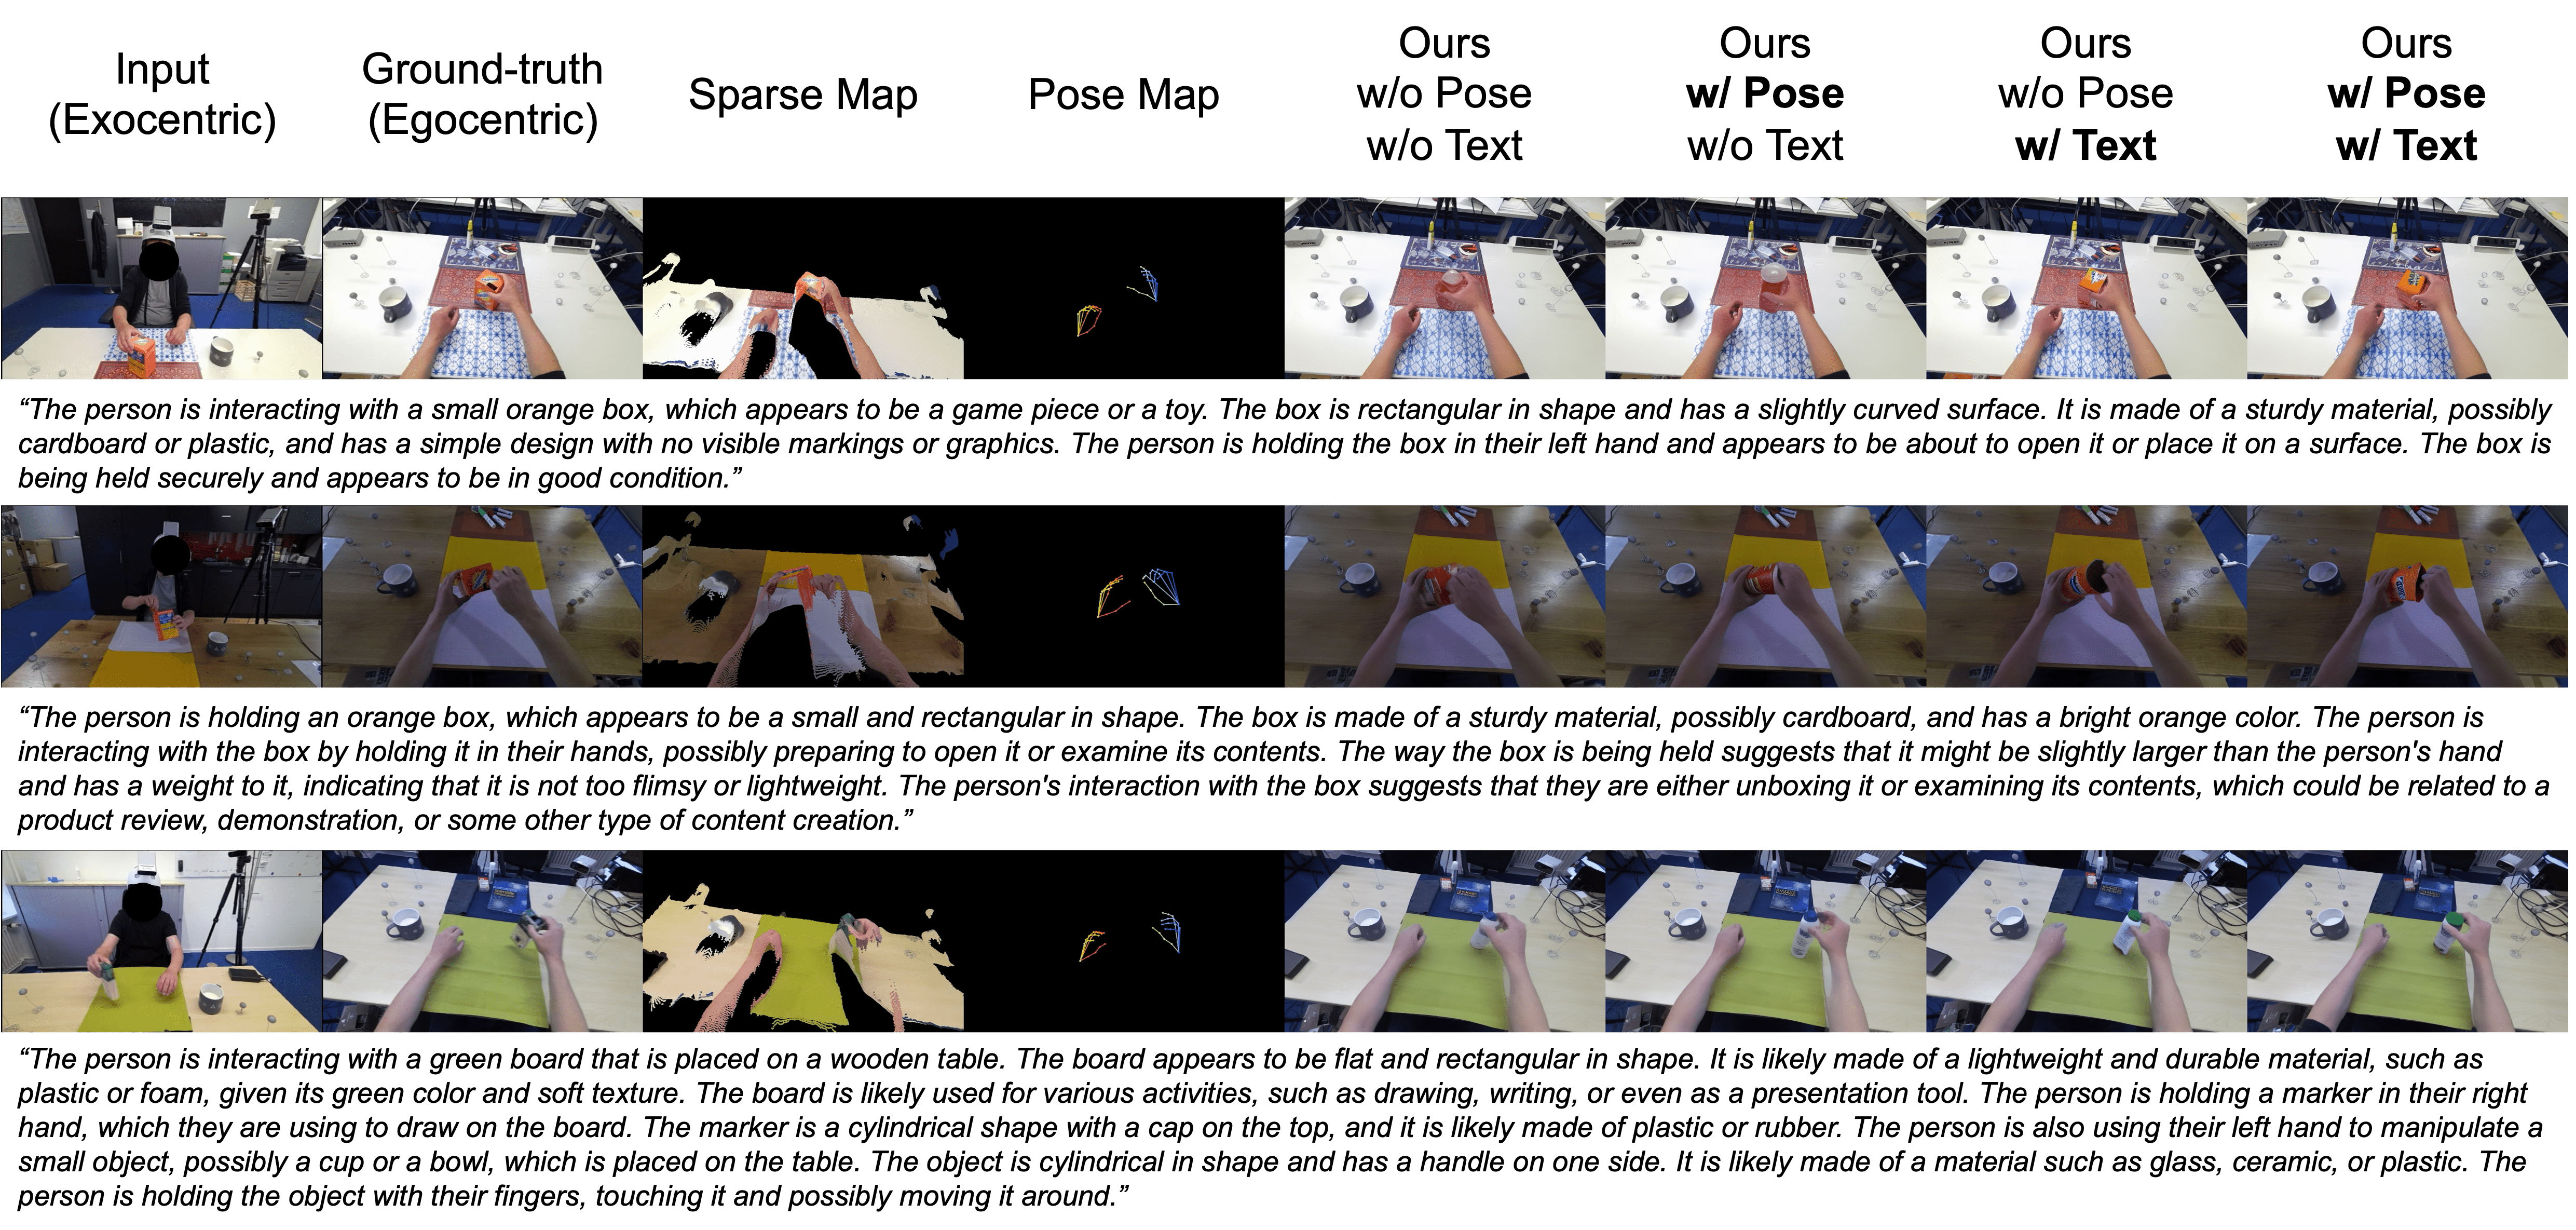 Input
(Exocentric)
Ground-truth
(Egocentric)
Sparse Map
Pose Map
Ours
w/o Pose
w/o Text
Ours
w/ Pose
w/o Text
Ours
w/o Pose
w/ Text
Ours
w/ Pose
w/ Text
“The person is interacting with a small orange box, which appears to be a game piece or a toy. The box is rectangular in shape and has a slightly curved surface. It is made of a sturdy material, possibly
cardboard or plastic, and has a simple design with no visible markings or graphics. The person is holding the box in their left hand and appears to be about to open it or place it on a surface. The box is
being held securely and appears to be in good condition.”
“The person is holding an orange box, which appears to be a small and rectangular in shape. The box is made of a sturdy material, possibly cardboard, and has a bright orange color. The person is
interacting with the box by holding it in their hands, possibly preparing to open it or examine its contents. The way the box is being held suggests that it might be slightly larger than the person's hand
and has a weight to it, indicating that it is not too flimsy or lightweight. The person's interaction with the box suggests that they are either unboxing it or examining its contents, which could be related to a
product review, demonstration, or some other type of content creation.”
“The person is interacting with a green board that is placed on a wooden table. The board appears to be flat and rectangular in shape. It is likely made of a lightweight and durable material, such as
plastic or foam, given its green color and soft texture. The board is likely used for various activities, such as drawing, writing, or even as a presentation tool. The person is holding a marker in their right
hand, which they are using to draw on the board. The marker is a cylindrical shape with a cap on the top, and it is likely made of plastic or rubber. The person is also using their left hand to manipulate a
small object, possibly a cup or a bowl, which is placed on the table. The object is cylindrical in shape and has a handle on one side. It is likely made of a material such as glass, ceramic, or plastic. The
person is holding the object with their fingers, touching it and possibly moving it around.”